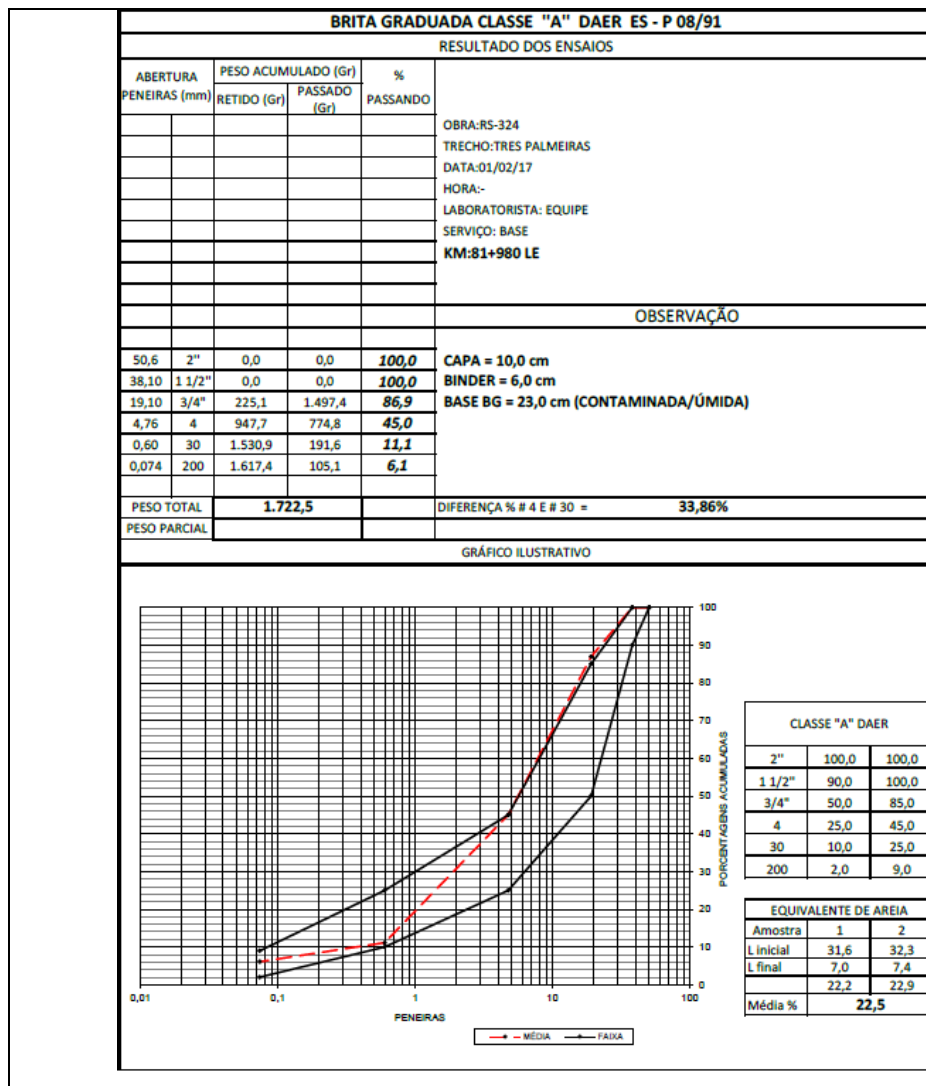 BRITA GRADUADA CLASSE "A" DAER ES - P 08/91
RESULTADO DOS ENSAIOS
ABERTURA PENEIRAS (mm) PESO ACUMULADO (Gr) % PASSANDO
RETIDO (Gr) PASSADO (Gr)
OBRA:RS-324
TRECHO:TRES PALMEIRAS
DATA:01/02/17
HORA:-
LABORATORISTA: EQUIPE
SERVIÇO: BASE
KM:81+980 LE
OBSERVAÇÃO
50,6 2" 0,0 0,0 100,0 CAPA = 10,0 cm
38,10 1 1/2" 0,0 0,0 100,0 BINDER = 6,0 cm
19,10 3/4" 225,1 1.497,4 86,9 BASE BG = 23,0 cm (CONTAMINADA/ÚMIDA)
4,76 4 947,7 774,8 45,0
0,60 30 1.530,9 191,6 11,1
0,074 200 1.617,4 105,1 6,1
PESO TOTAL 1.722,5 DIFERENÇA % # 4 E # 30 = 33,86%
PESO PARCIAL
GRÁFICO ILUSTRATIVO
100
90
80
70
60
50
40
30
20
10
0
PORCENTAGENS ACUMULADAS
0,01 0,1 1 10 100
PENEIRAS
MÉDIA FAIXA
CLASSE "A" DAER
2" 100,0 100,0
1 1/2" 90,0 100,0
3/4" 50,0 85,0
4 25,0 45,0
30 10,0 25,0
200 2,0 9,0
EQUIVALENTE DE AREIA
Amostra 1 2
L inicial 31,6 32,3
L final 7,0 7,4
22,2 22,9
Média % 22,5